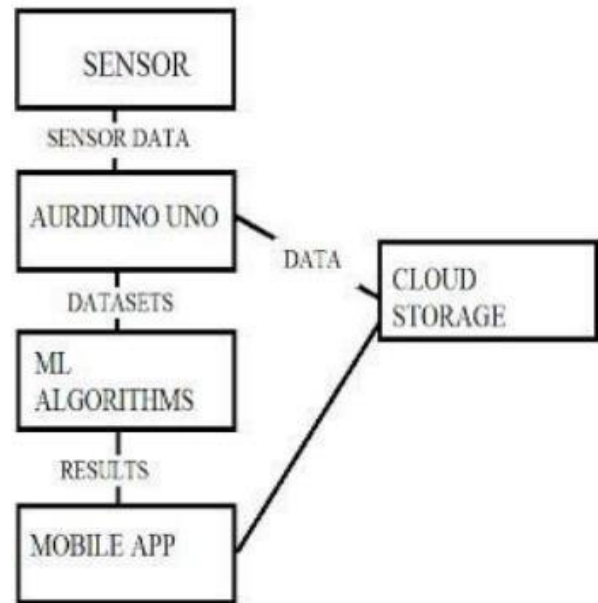 SENSOR
SENSOR DATA
AURDUINO UNO
DATA
CLOUD
STORAGE
DATASETS
ML
ALGORITHMS
RESULTS
MOBILE APP